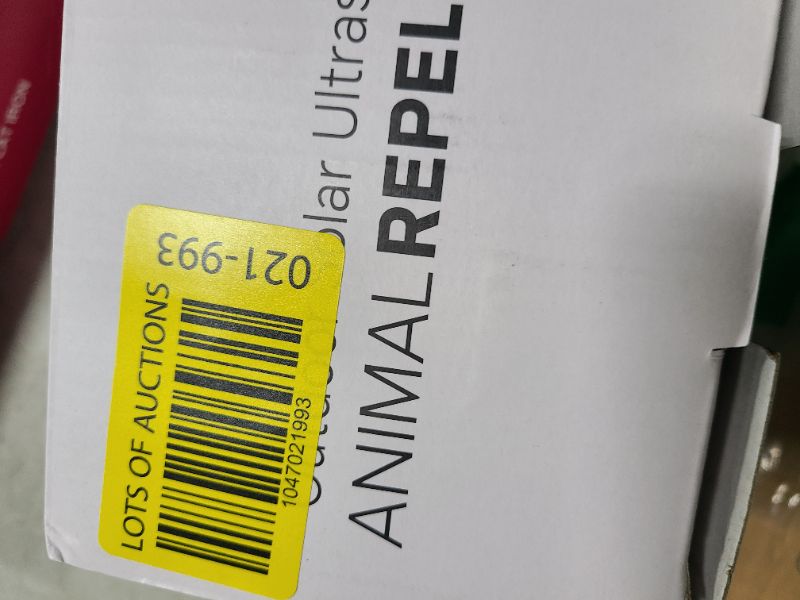 LOTS OF AUCTIONS
1047021993
021-993
Outdoor Solar Ultras
ANIMAL REPEL